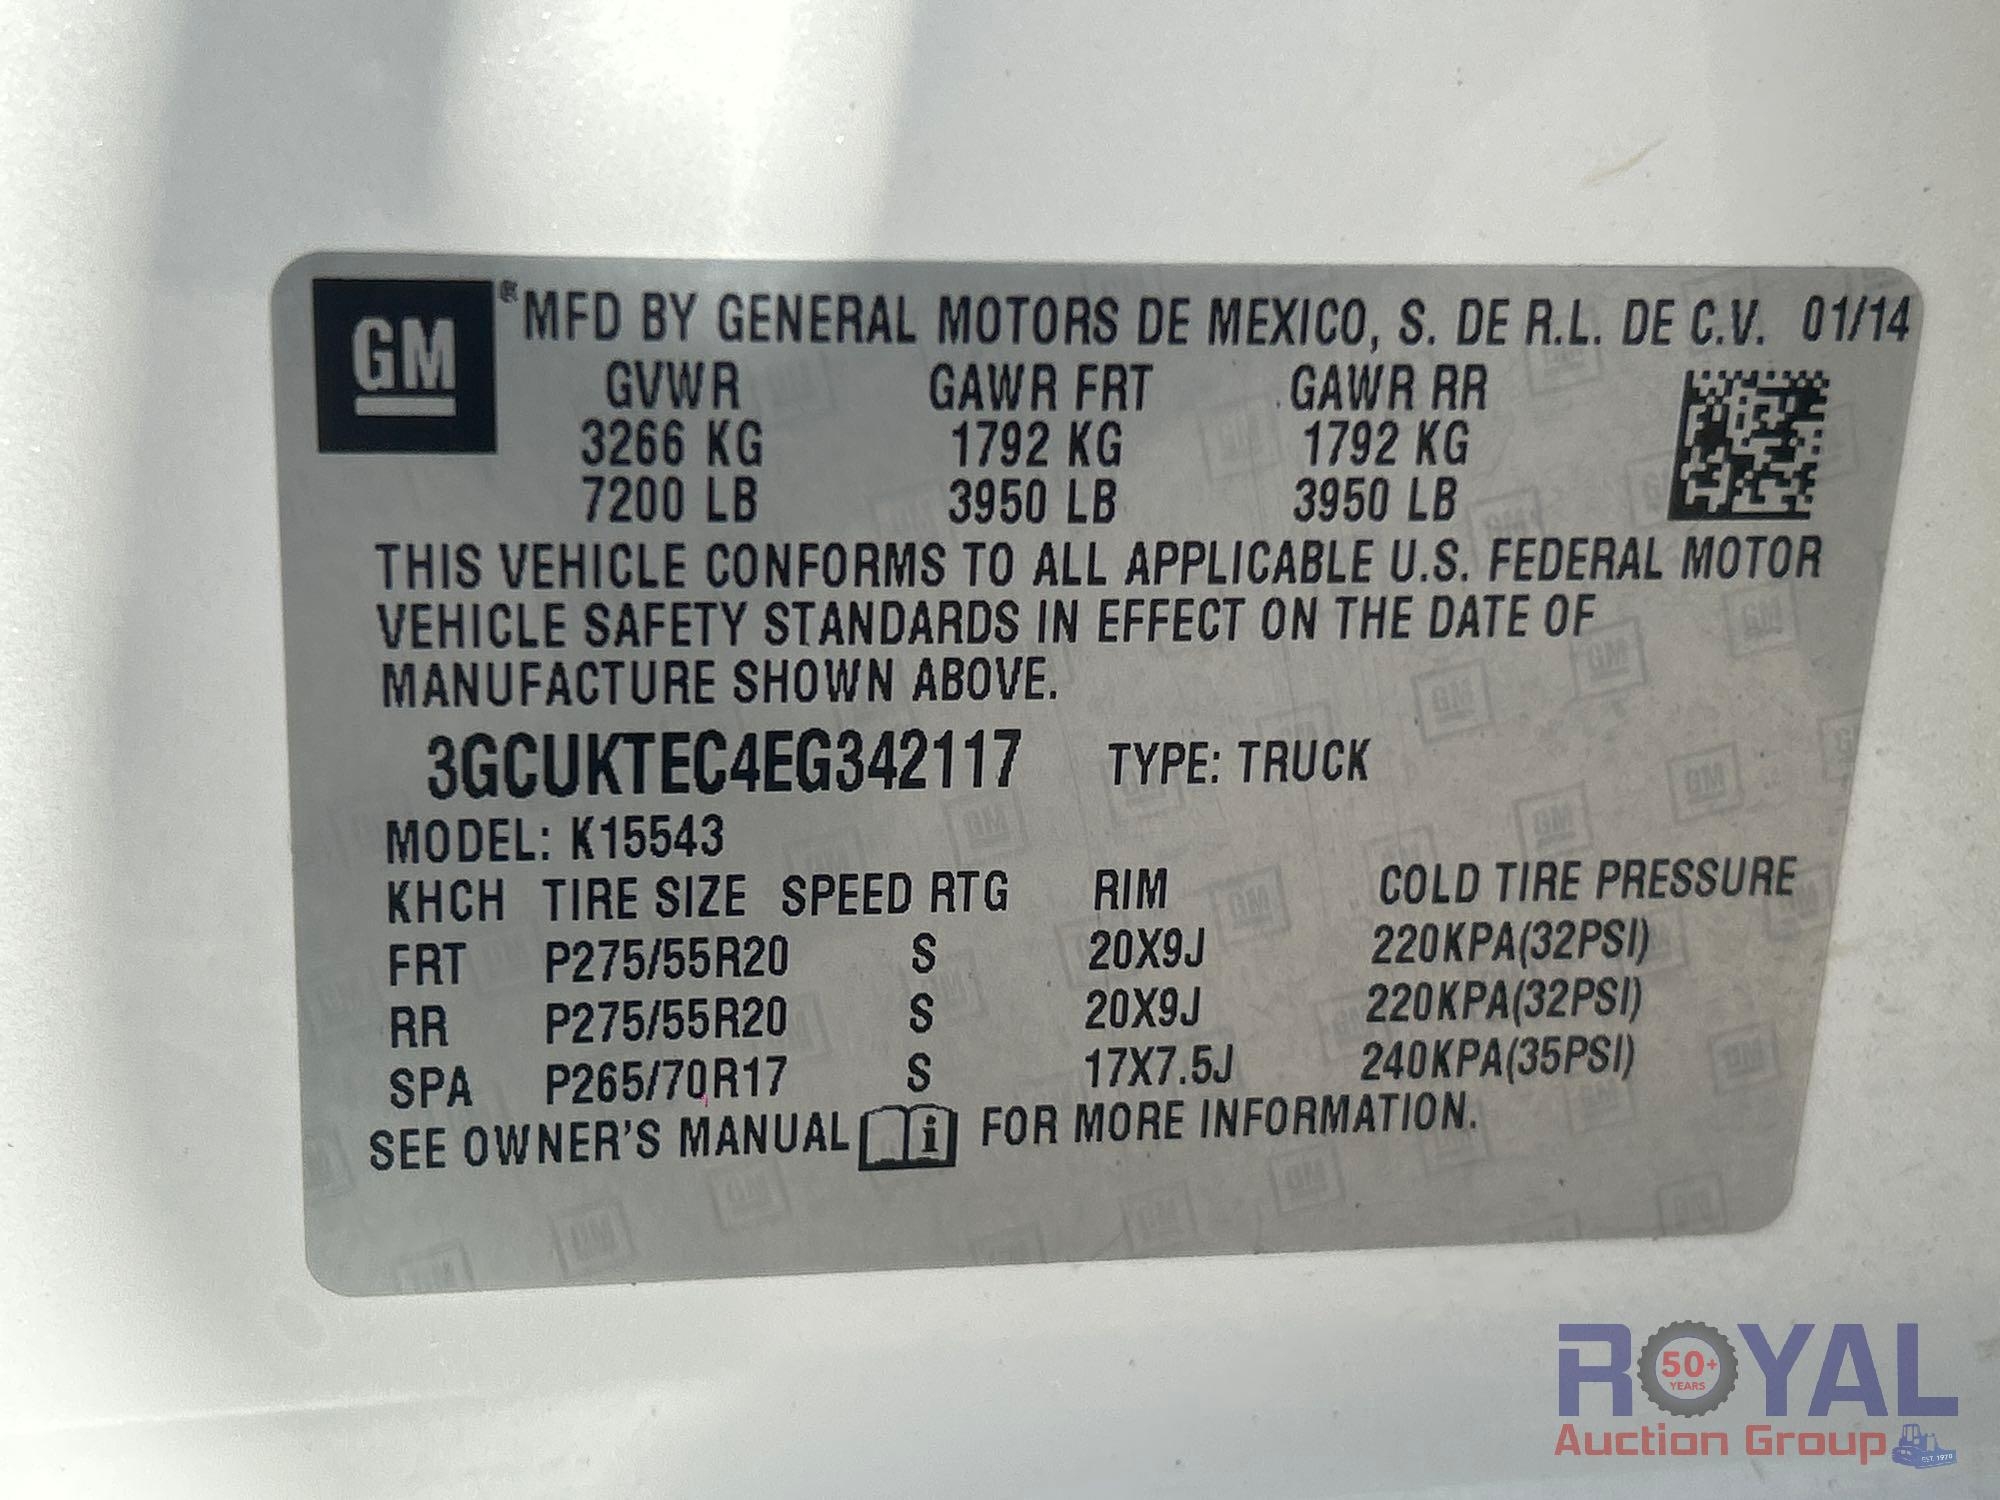 GM ® MFD BY GENERAL MOTORS DE MEXICO, S. DE R.L. DE C.V. 01/14
GVWR GAWR FRT GAWR RR
3266 KG 1792 KG 1792 KG
7200 LB 3950 LB 3950 LB
THIS VEHICLE CONFORMS TO ALL APPLICABLE U.S. FEDERAL MOTOR
VEHICLE SAFETY STANDARDS IN EFFECT ON THE DATE OF
MANUFACTURE SHOWN ABOVE.
3GCUKTEC4EG342117 TYPE: TRUCK
MODEL: K15543
KHCH TIRE SIZE SPEED RTG RIM COLD TIRE PRESSURE
FRT P275/55R20 S 20X9J 220KPA(32PSI)
RR P275/55R20 S 20X9J 220KPA(32PSI)
SPA P265/70R17 S 17X7.5J 240KPA(35PSI)
SEE OWNER'S MANUAL i FOR MORE INFORMATION.
ROYAL
50+
YEARS
Auction Group
EST. 1970